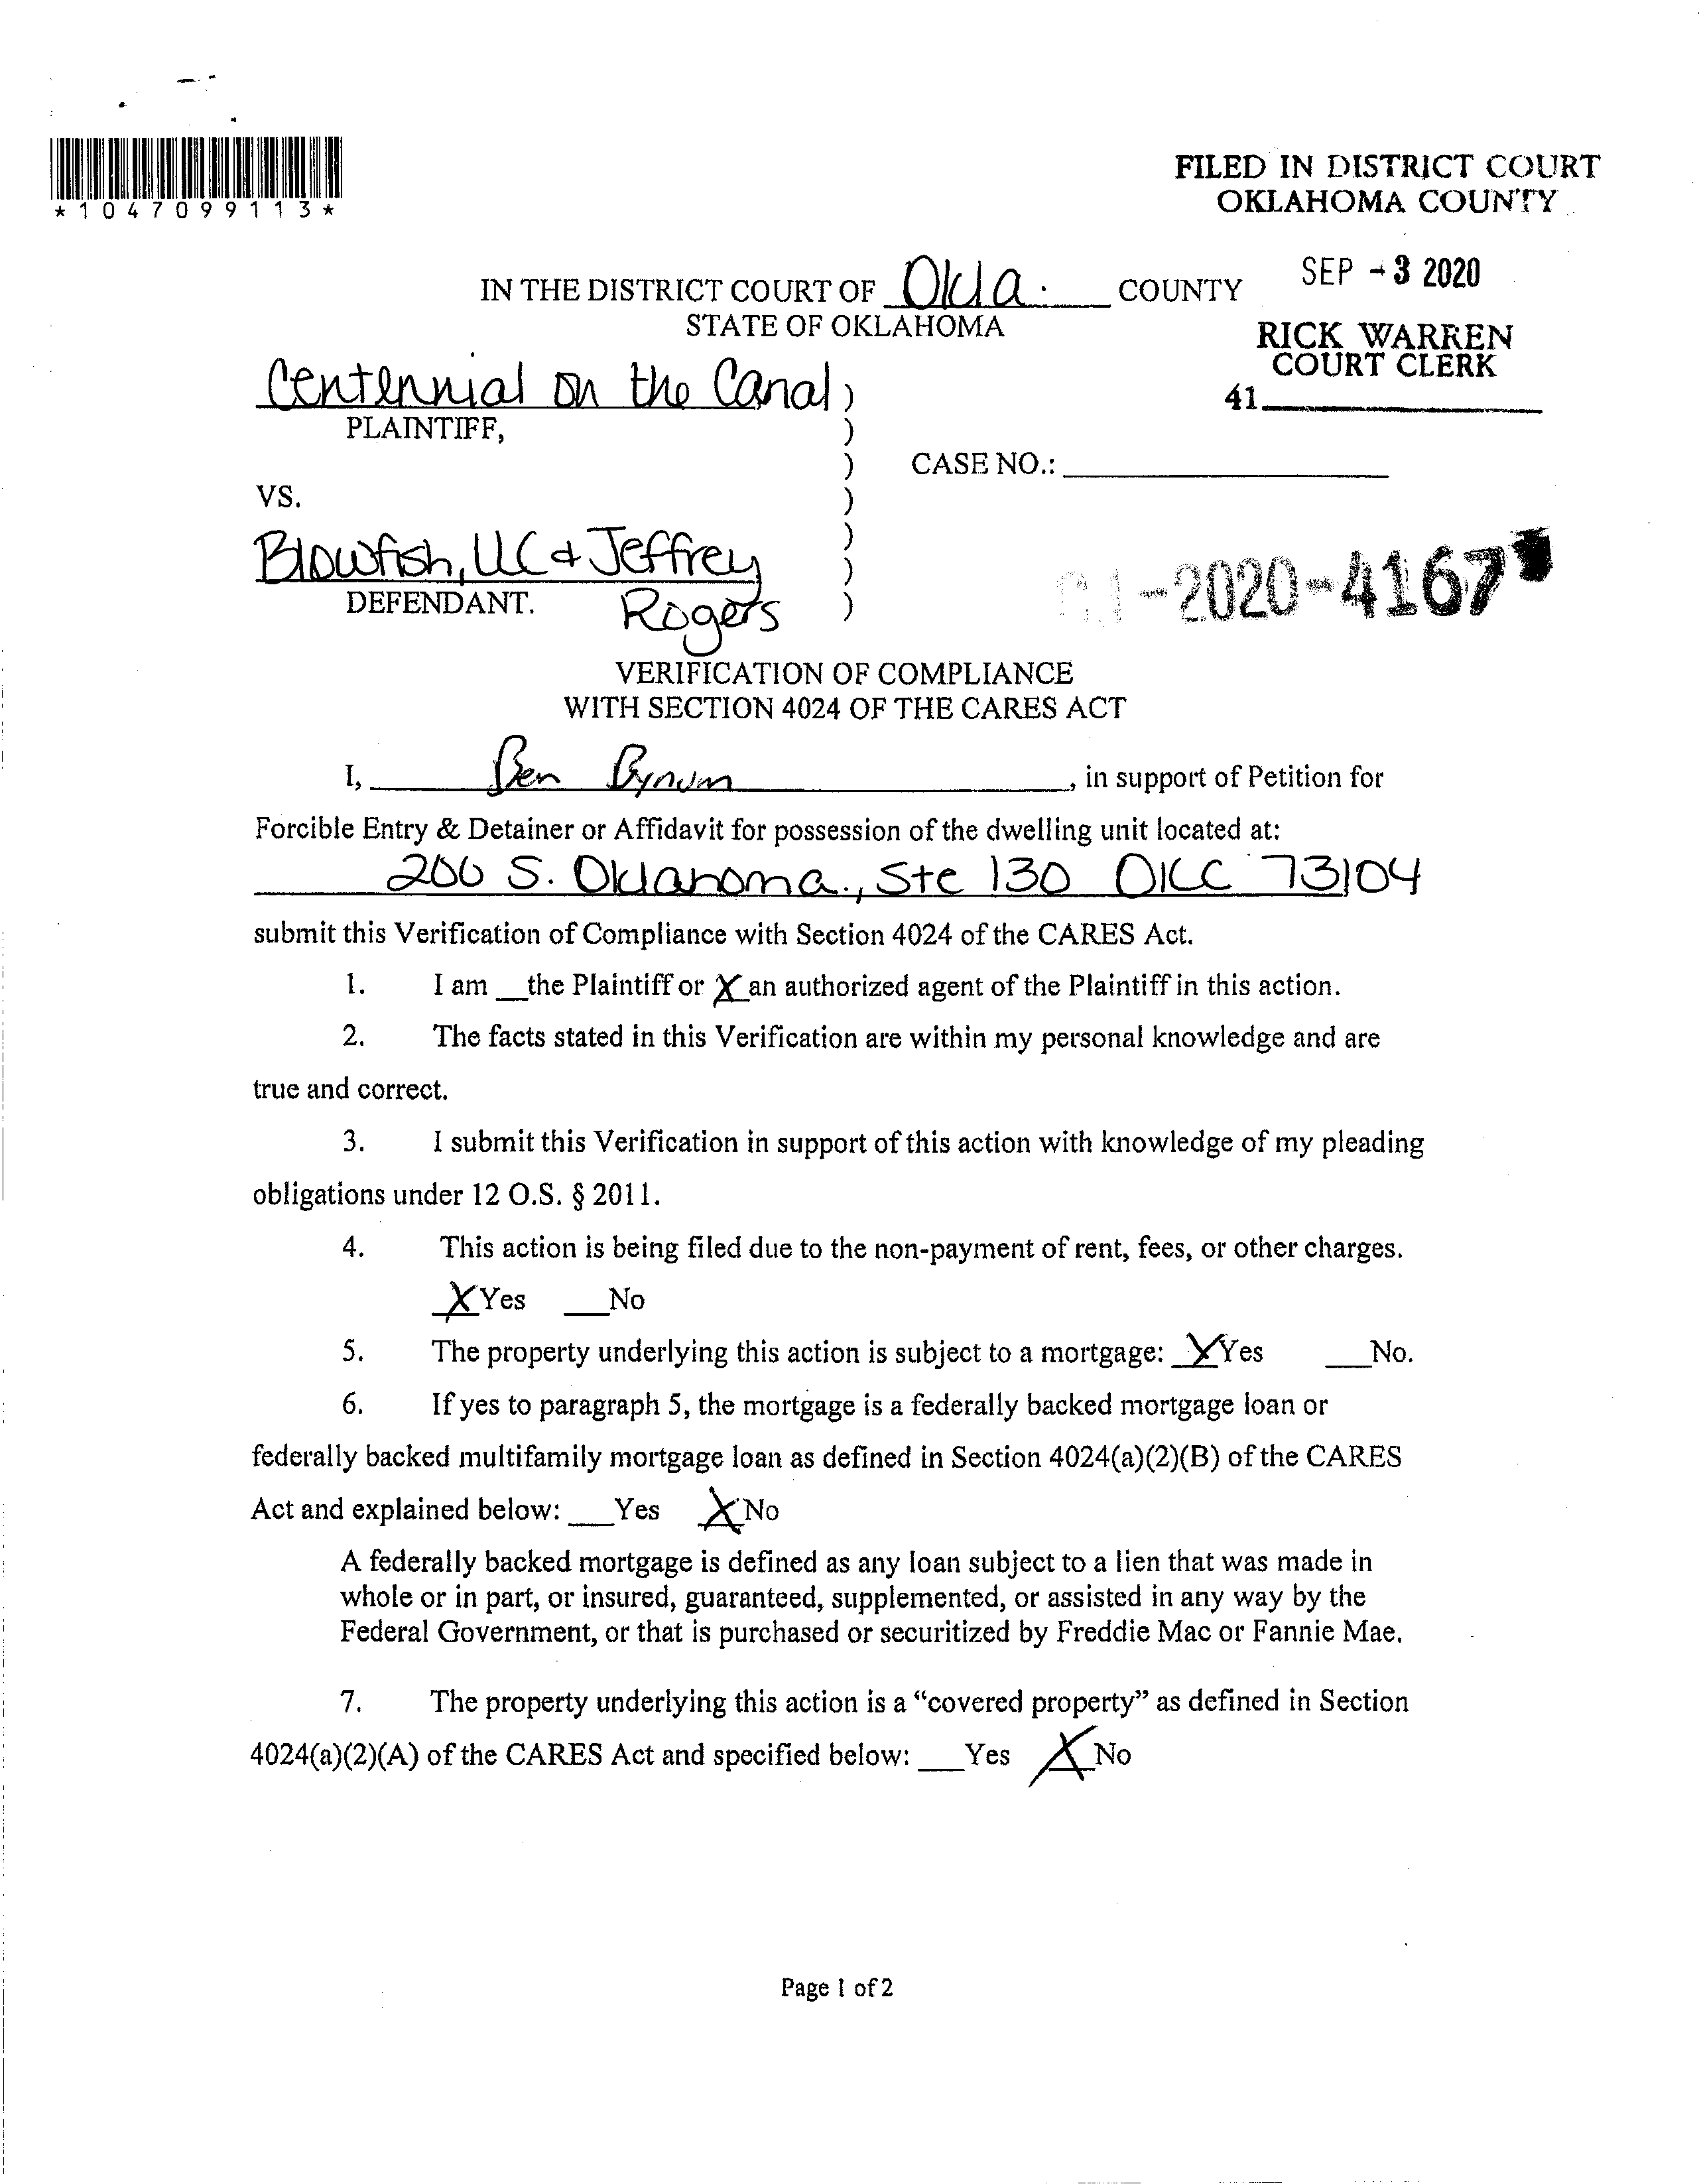 *1047099113*
FILED IN DISTRICT COURT
OKLAHOMA COUNTY
SEP -3 2020
RICK WARREN
COURT CLERK
41
IN THE DISTRICT COURT OF Okla. COUNTY
STATE OF OKLAHOMA
Centennial on the Canal )
PLAINTIFF, )
) CASE NO.:
VS. )
)
Blowfish, LLC & Jeffrey )
DEFENDANT. Rogers )
-2020-4167
VERIFICATION OF COMPLIANCE
WITH SECTION 4024 OF THE CARES ACT
I, Ben Bynum, in support of Petition for
Forcible Entry & Detainer or Affidavit for possession of the dwelling unit located at:
200 S. Oklahoma., Ste 130 OKC 73104
submit this Verification of Compliance with Section 4024 of the CARES Act.
1. I am __the Plaintiff or X an authorized agent of the Plaintiff in this action.
2. The facts stated in this Verification are within my personal knowledge and are
true and correct.
3. I submit this Verification in support of this action with knowledge of my pleading
obligations under 12 O.S. § 2011.
4. This action is being filed due to the non-payment of rent, fees, or other charges.
X Yes ___No
5. The property underlying this action is subject to a mortgage: X Yes ___No.
6. If yes to paragraph 5, the mortgage is a federally backed mortgage loan or
federally backed multifamily mortgage loan as defined in Section 4024(a)(2)(B) of the CARES
Act and explained below: ___Yes X No
A federally backed mortgage is defined as any loan subject to a lien that was made in
whole or in part, or insured, guaranteed, supplemented, or assisted in any way by the
Federal Government, or that is purchased or securitized by Freddie Mac or Fannie Mae.
7. The property underlying this action is a “covered property” as defined in Section
4024(a)(2)(A) of the CARES Act and specified below: ___Yes X No
Page 1 of 2